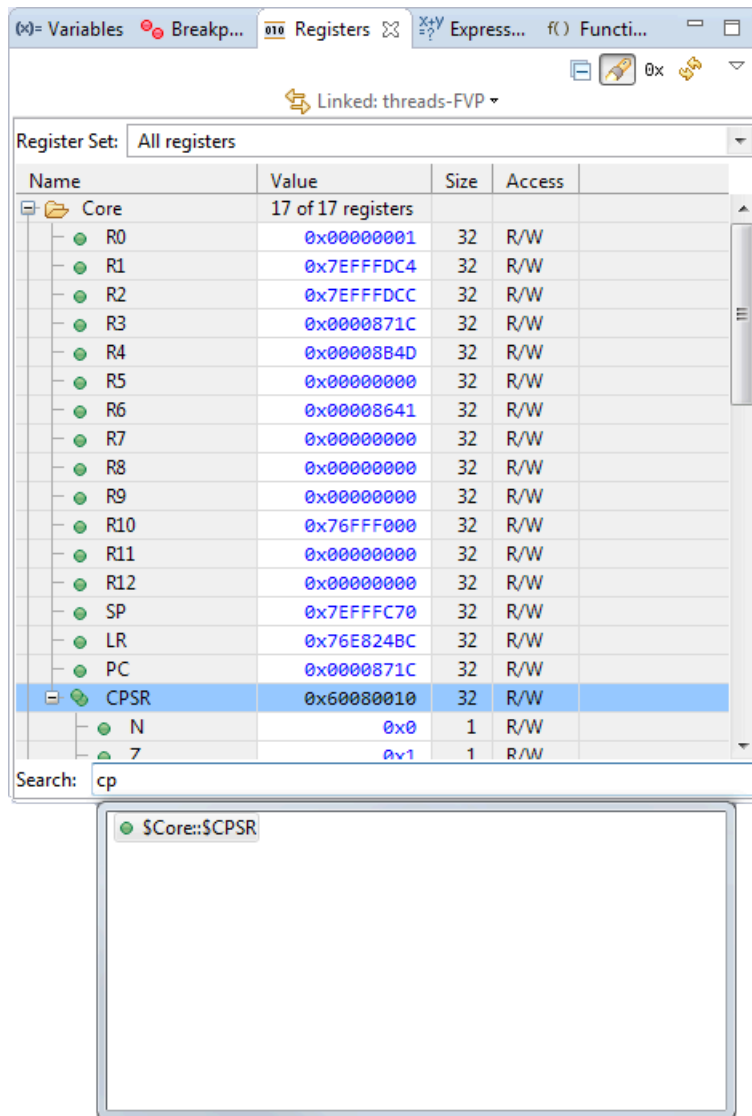 (x)= Variables Breakp... 010 Registers X+Y =? Express... f() Functi...
0x
Linked: threads-FVP
Register Set: All registers
Name Value Size Access
Core 17 of 17 registers
R0 0x00000001 32 R/W
R1 0x7EFFFDC4 32 R/W
R2 0x7EFFFDCC 32 R/W
R3 0x0000871C 32 R/W
R4 0x00008B4D 32 R/W
R5 0x00000000 32 R/W
R6 0x00008641 32 R/W
R7 0x00000000 32 R/W
R8 0x00000000 32 R/W
R9 0x00000000 32 R/W
R10 0x76FFF000 32 R/W
R11 0x00000000 32 R/W
R12 0x00000000 32 R/W
SP 0x7EFFFC70 32 R/W
LR 0x76E824BC 32 R/W
PC 0x0000871C 32 R/W
CPSR 0x60080010 32 R/W
N 0x0 1 R/W
Z 0x1 1 R/W
Search: cp
$Core::$CPSR